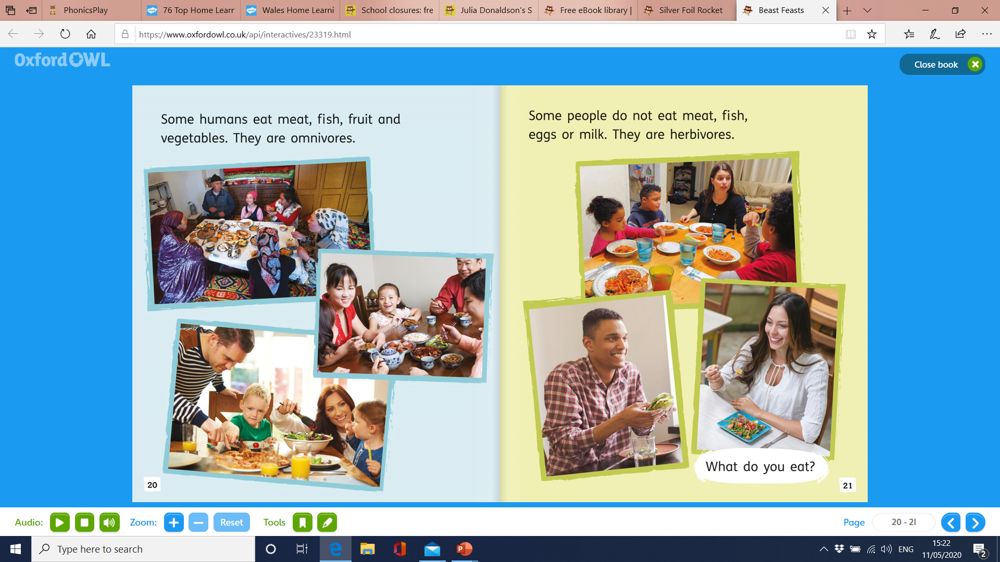 PhonicsPlay
76 Top Home Learr
Wales Home Learni
School closures: fre
Julia Donaldson's S
Free eBook library |
Silver Foil Rocket
Beast Feasts
https://www.oxfordowl.co.uk/api/interactives/23319.html
Oxford OWL
Close book
Some humans eat meat, fish, fruit and
vegetables. They are omnivores.
20
Some people do not eat meat, fish,
eggs or milk. They are herbivores.
What do you eat?
21
Audio:
Zoom:
Reset
Tools
Page
20 - 21
Type here to search
ENG
15:22
11/05/2020
2